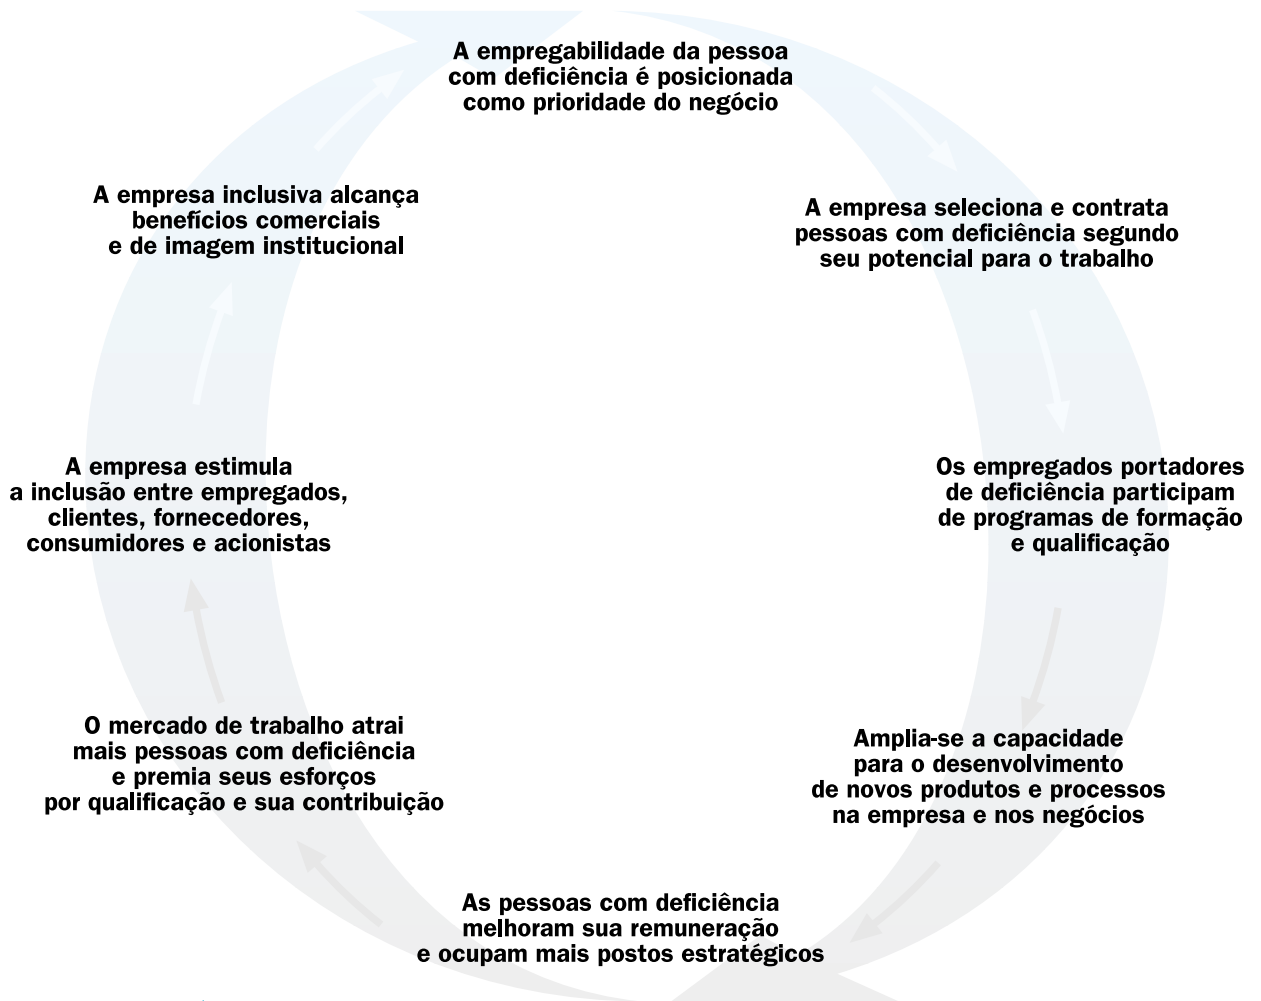 A empregabilidade da pessoa
com deficiência é posicionada
como prioridade do negócio
A empresa seleciona e contrata
pessoas com deficiência segundo
seu potencial para o trabalho
Os empregados portadores
de deficiência participam
de programas de formação
e qualificação
Amplia-se a capacidade
para o desenvolvimento
de novos produtos e processos
na empresa e nos negócios
As pessoas com deficiência
melhoram sua remuneração
e ocupam mais postos estratégicos
O mercado de trabalho atrai
mais pessoas com deficiência
e premia seus esforços
por qualificação e sua contribuição
A empresa estimula
a inclusão entre empregados,
clientes, fornecedores,
consumidores e acionistas
A empresa inclusiva alcança
benefícios comerciais
e de imagem institucional